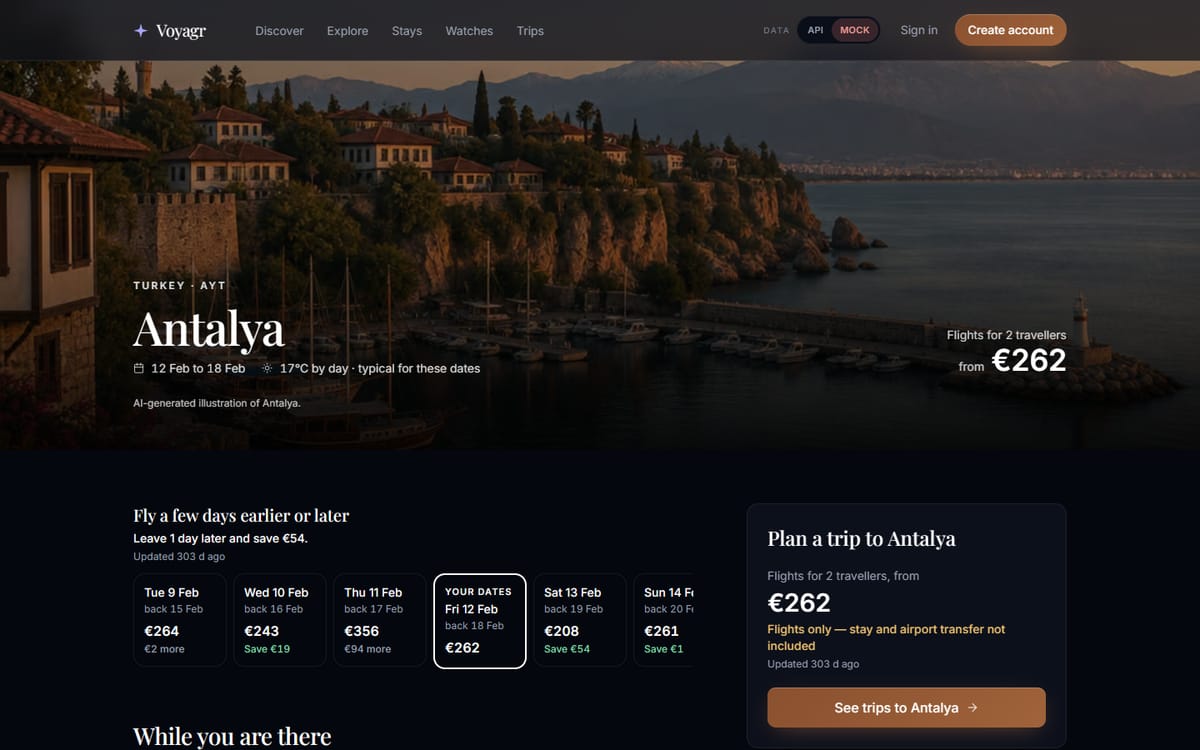 Voyagr
Discover
Explore
Stays
Watches
Trips
DATA
API
MOCK
Sign in
Create account
TURKEY · AYT
Antalya
12 Feb to 18 Feb
17°C by day · typical for these dates
AI-generated illustration of Antalya.
Flights for 2 travellers
from €262
Fly a few days earlier or later
Leave 1 day later and save €54.
Updated 303 d ago
Tue 9 Feb
back 15 Feb
€264
€2 more
Wed 10 Feb
back 16 Feb
€243
Save €19
Thu 11 Feb
back 17 Feb
€356
€94 more
YOUR DATES
Fri 12 Feb
back 18 Feb
€262
Sat 13 Feb
back 19 Feb
€208
Save €54
Sun 14
back 20
€261
Save €1
While you are there
Plan a trip to Antalya
Flights for 2 travellers, from
€262
Flights only — stay and airport transfer not
included
Updated 303 d ago
See trips to Antalya →